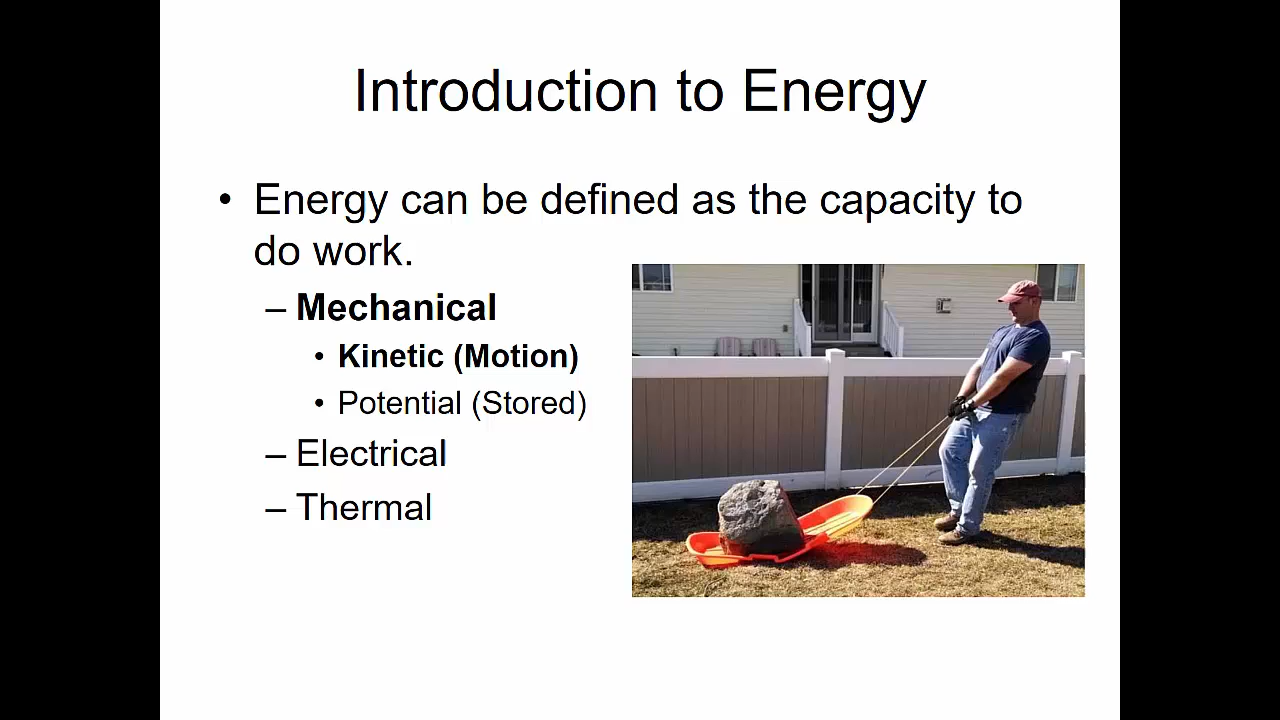 Introduction to Energy
• Energy can be defined as the capacity to
do work.
– Mechanical
• Kinetic (Motion)
• Potential (Stored)
– Electrical
– Thermal